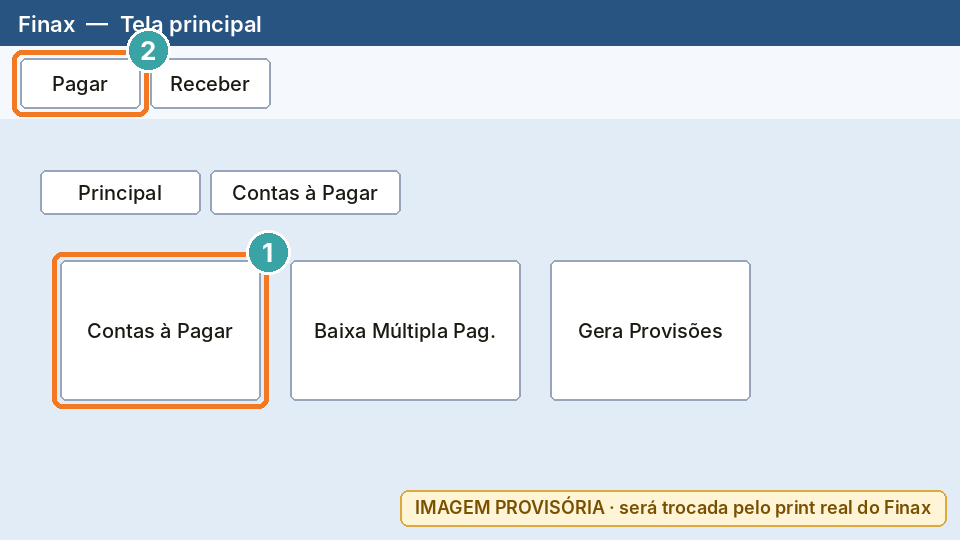 Finax — Tela principal
2
Pagar
Receber
Principal
Contas à Pagar
1
Contas à Pagar
Baixa Múltipla Pag.
Gera Provisões
IMAGEM PROVISÓRIA · será trocada pelo print real do Finax